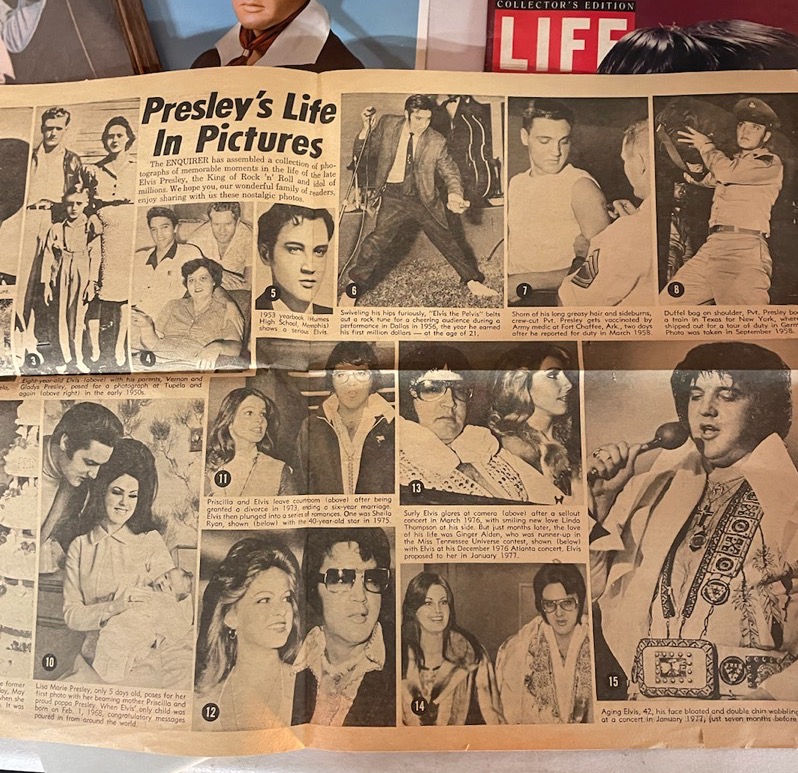 COLLECTOR'S EDITION
LIFE
Presley's Life
In Pictures
The ENQUIRER has assembled a collection of pho-
tographs of memorable moments in the life of the late
Elvis Presley, the King of Rock 'n' Roll and idol of
millions. We hope you, our wonderful family of readers,
enjoy sharing with us these nostalgic photos.
3
4
5
1953 yearbook (Humes
High School, Memphis)
shows a serious Elvis.
6
Swiveling his hips furiously, "Elvis the Pelvis" belts
out a rock tune for a cheering audience during a
performance in Dallas in 1956, the year he earned
his first million dollars — at the age of 21.
7
Shorn of his long greasy hair and sideburns,
crew-cut Pvt. Presley gets vaccinated by
Army medic at Fort Chaffee, Ark., two days
after he reported for duty in March 1958.
8
Duffel bag on shoulder, Pvt. Presley
a train in Texas for New York, where
shipped out for a tour of duty in
Photo was taken in September 1958.
Eight-year-old Elvis (above) with his parents, Vernon and
Gladys Presley, posed for a photograph at Tupelo and
again (above right) in the early 1950s.
former
May
when she
It was
10
Lisa Marie Presley, only 5 days old, poses for her
first photo with her beaming mother Priscilla and
proud poppa Presley. When Elvis' only child was
born on Feb. 1, 1968, congratulatory messages
poured in from around the world.
11
Priscilla and Elvis leave courtroom (above) after being
granted a divorce in 1973, ending a six-year marriage.
Elvis then plunged into a series of romances. One was Sheila
Ryan, shown (below) with the 40-year-old star in 1975.
12
13
Surly Elvis glares at camera (above) after a sellout
concert in March 1976, with smiling new love Linda
Thompson at his side. But just months later, the love
of his life was Ginger Alden, who was runner-up in
the Miss Tennessee Universe contest, shown (below)
with Elvis at his December 1976 Atlanta concert. Elvis
proposed to her in January 1977.
14
15
Aging Elvis, 42, his face bloated and double chin wobbling
at a concert in January 1977, just seven months before